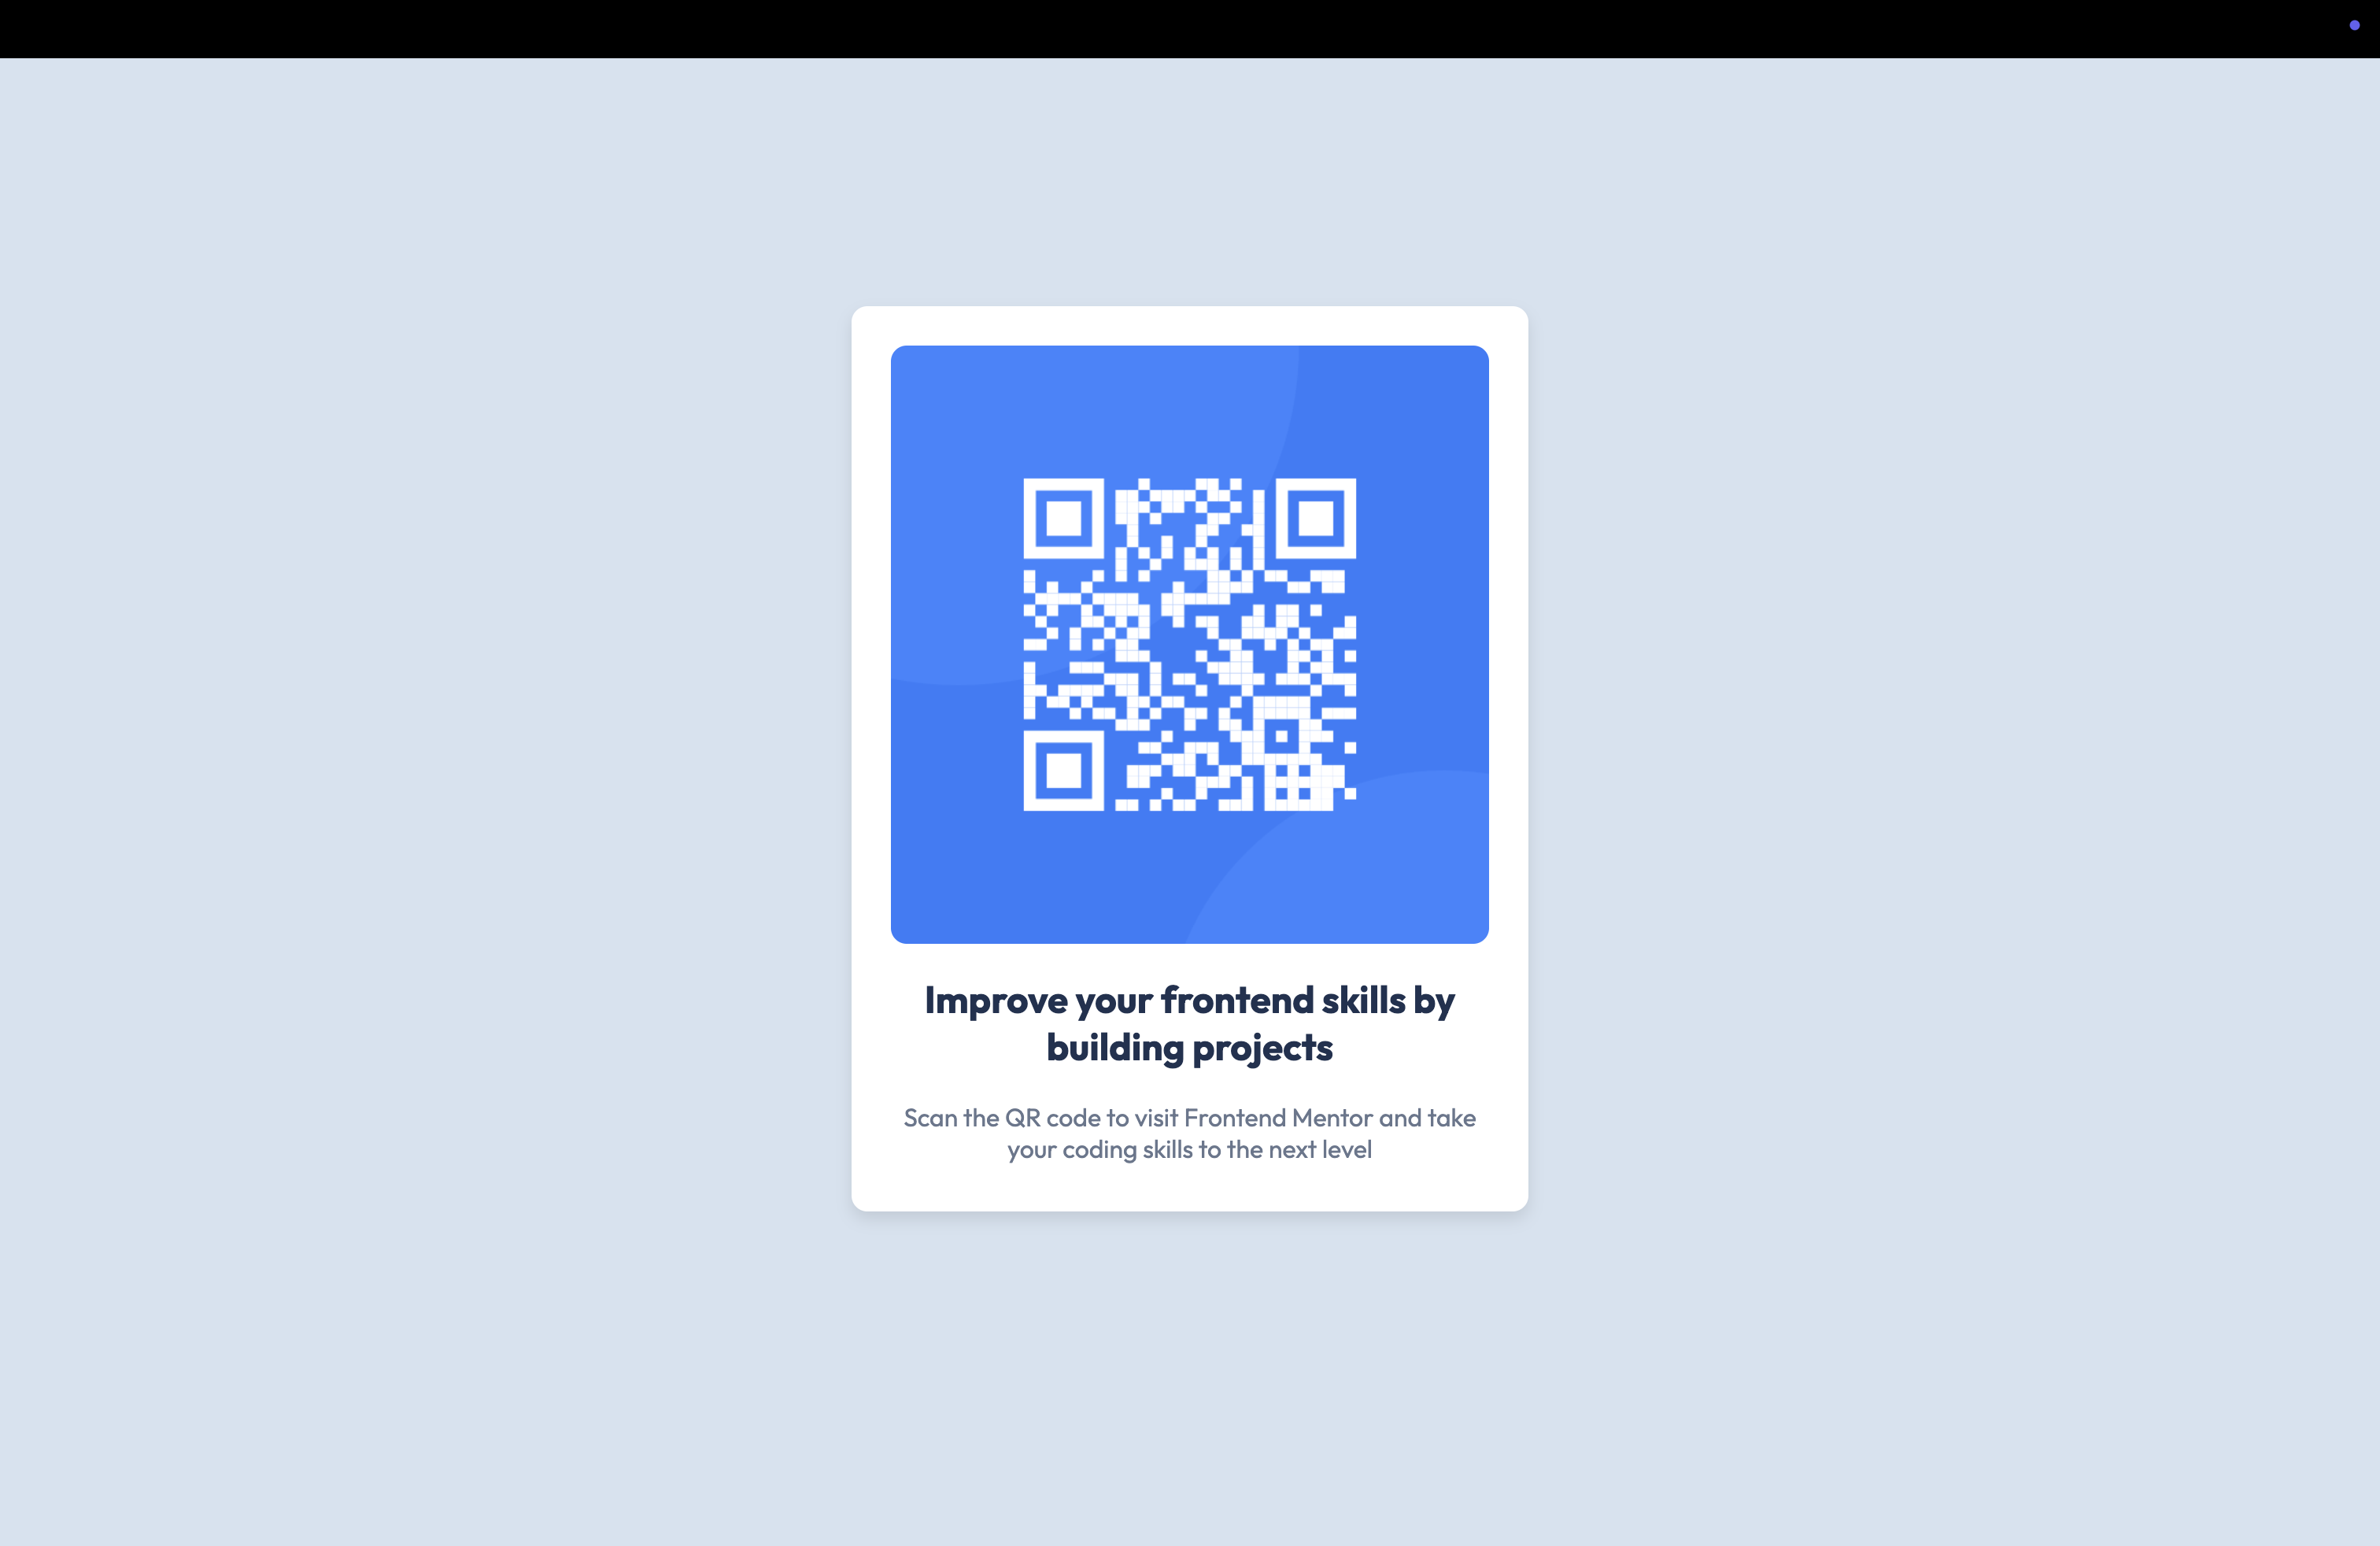 Improve your frontend skills by
building projects
Scan the QR code to visit Frontend Mentor and take
your coding skills to the next level